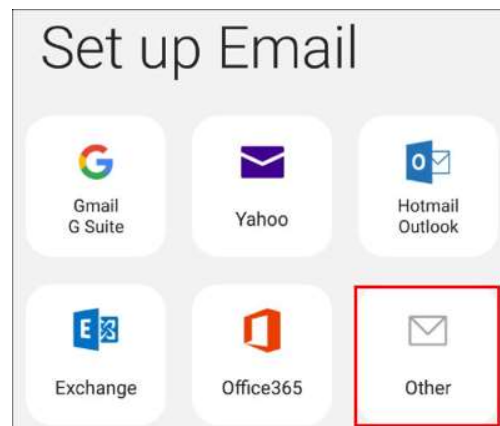 Set up Email
Gmail
G Suite
Yahoo
Hotmail
Outlook
Exchange
Office365
Other